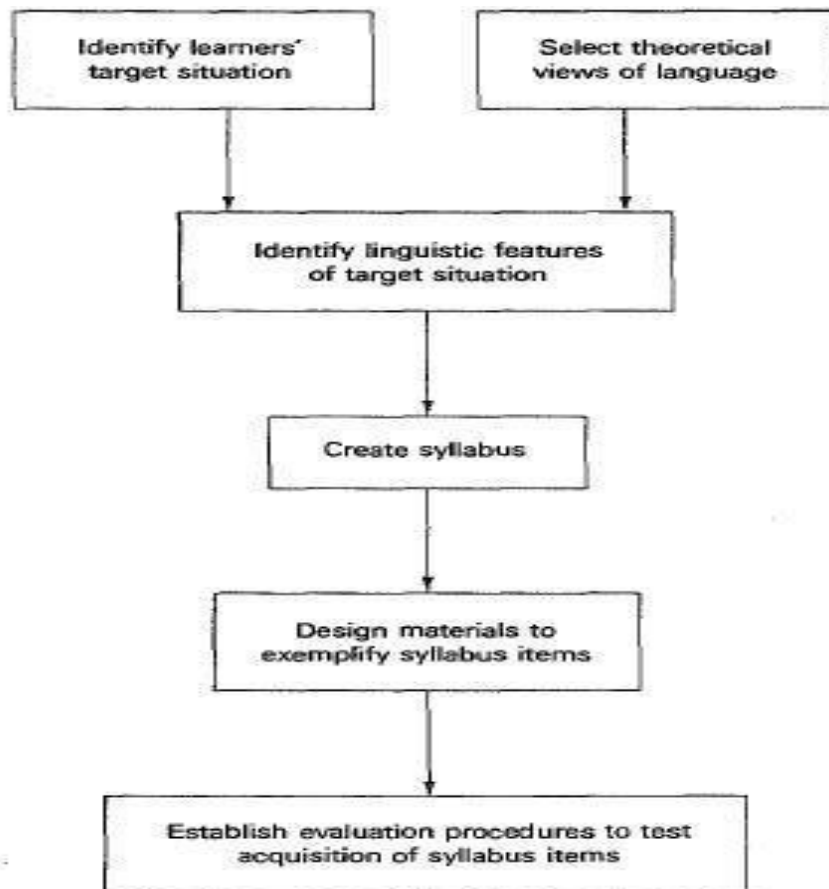 Identify learners'
target situation
Select theoretical
views of language
Identify linguistic features
of target situation
Create syllabus
Design materials to
exemplify syllabus items
Establish evaluation procedures to test
acquisition of syllabus items